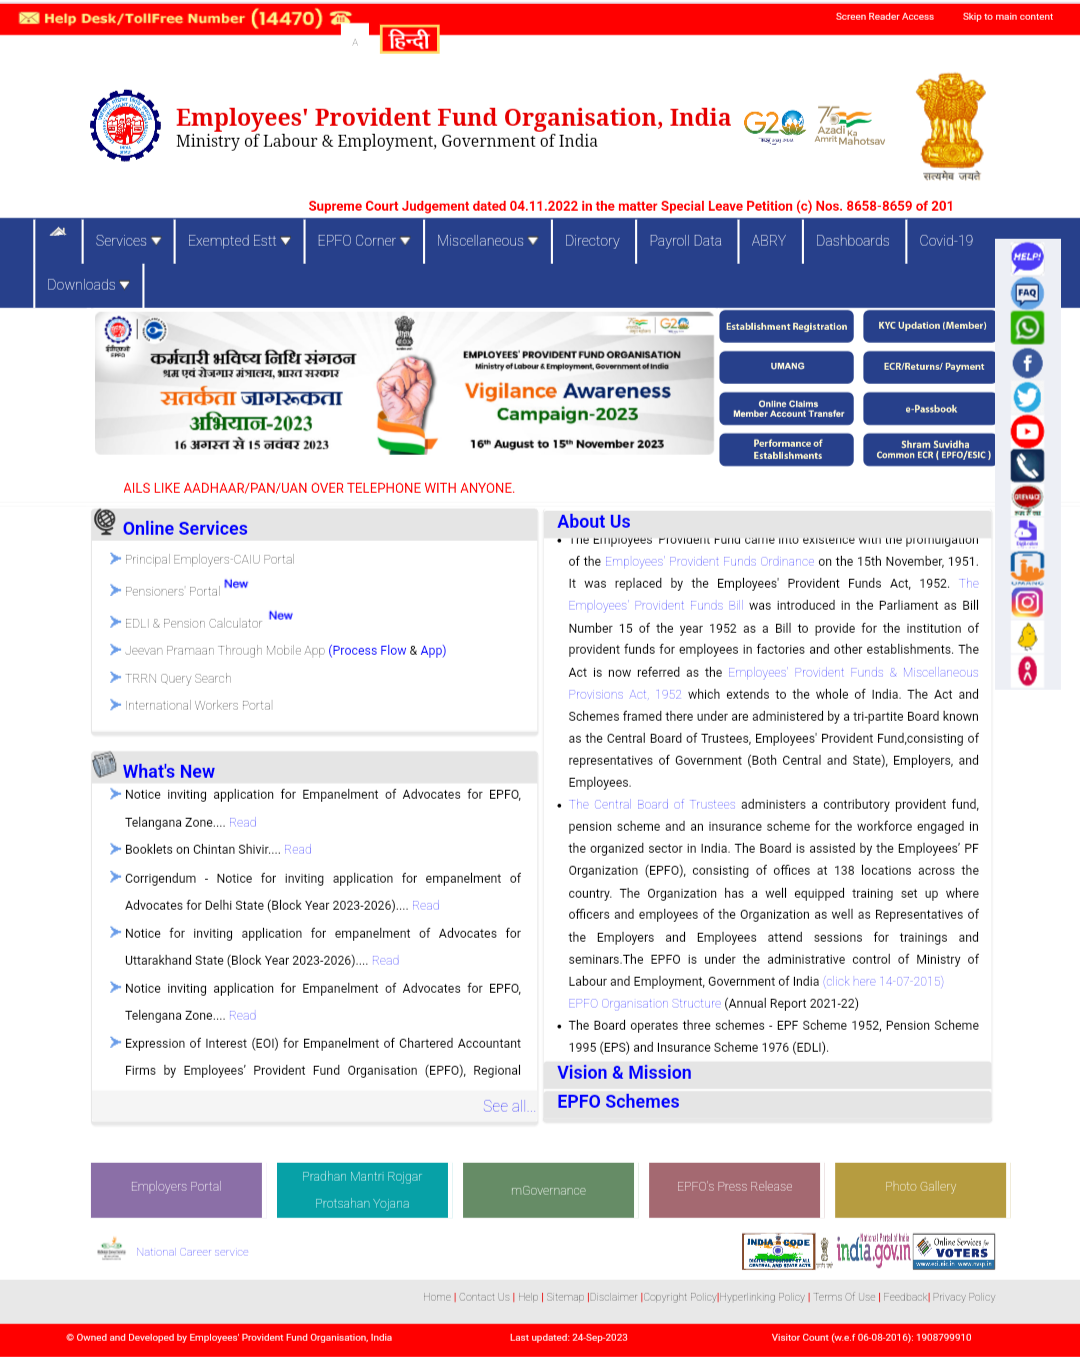 Help Desk/TollFree Number (14470)
Screen Reader Access
Skip to main content
A
हिन्दी
Employees' Provident Fund Organisation, India
Ministry of Labour & Employment, Government of India
G20
75
Azadi Ka
Amrit Mahotsav
सत्यमेव जयते
Supreme Court Judgement dated 04.11.2022 in the matter Special Leave Petition (c) Nos. 8658-8659 of 201
Services
Exempted Estt
EPFO Corner
Miscellaneous
Directory
Payroll Data
ABRY
Dashboards
Covid-19
Downloads
HELP!
FAQ
EPFO
कर्मचारी भविष्य निधि संगठन
श्रम एवं रोजगार मंत्रालय, भारत सरकार
सतर्कता जागरूकता
अभियान-2023
16 अगस्त से 15 नवंबर 2023
G20
EMPLOYEES' PROVIDENT FUND ORGANISATION
Ministry of Labour & Employment, Government of India
Vigilance Awareness
Campaign-2023
16th August to 15th November 2023
Establishment Registration
KYC Updation (Member)
UMANG
ECR/Returns/ Payment
Online Claims
Member Account Transfer
e-Passbook
Performance of
Establishments
Shram Suvidha
Common ECR ( EPFO/ESIC )
AILS LIKE AADHAAR/PAN/UAN OVER TELEPHONE WITH ANYONE.
Online Services
Principal Employers-CAIU Portal
Pensioners' Portal New
EDLI & Pension Calculator New
Jeevan Pramaan Through Mobile App (Process Flow & App)
TRRN Query Search
International Workers Portal
What's New
Notice inviting application for Empanelment of Advocates for EPFO,
Telangana Zone.... Read
Booklets on Chintan Shivir.... Read
Corrigendum - Notice for inviting application for empanelment of
Advocates for Delhi State (Block Year 2023-2026).... Read
Notice for inviting application for empanelment of Advocates for
Uttarakhand State (Block Year 2023-2026).... Read
Notice inviting application for Empanelment of Advocates for EPFO,
Telengana Zone.... Read
Expression of Interest (EOI) for Empanelment of Chartered Accountant
Firms by Employees' Provident Fund Organisation (EPFO), Regional
See all...
About Us
The Employees' Provident Fund came into existence with the promulgation
of the Employees' Provident Funds Ordinance on the 15th November, 1951.
It was replaced by the Employees' Provident Funds Act, 1952. The
Employees' Provident Funds Bill was introduced in the Parliament as Bill
Number 15 of the year 1952 as a Bill to provide for the institution of
provident funds for employees in factories and other establishments. The
Act is now referred as the Employees' Provident Funds & Miscellaneous
Provisions Act, 1952 which extends to the whole of India. The Act and
Schemes framed there under are administered by a tri-partite Board known
as the Central Board of Trustees, Employees' Provident Fund,consisting of
representatives of Government (Both Central and State), Employers, and
Employees.
The Central Board of Trustees administers a contributory provident fund,
pension scheme and an insurance scheme for the workforce engaged in
the organized sector in India. The Board is assisted by the Employees' PF
Organization (EPFO), consisting of offices at 138 locations across the
country. The Organization has a well equipped training set up where
officers and employees of the Organization as well as Representatives of
the Employers and Employees attend sessions for trainings and
seminars.The EPFO is under the administrative control of Ministry of
Labour and Employment, Government of India (click here 14-07-2015)
EPFO Organisation Structure (Annual Report 2021-22)
The Board operates three schemes - EPF Scheme 1952, Pension Scheme
1995 (EPS) and Insurance Scheme 1976 (EDLI).
Vision & Mission
EPFO Schemes
Employers Portal
Pradhan Mantri Rojgar
Protsahan Yojana
mGovernance
EPFO's Press Release
Photo Gallery
National Career service
INDIA CODE
DIGITAL REPOSITORY OF ALL
CENTRAL AND STATE ACTS
National Portal of India
india.gov.in
Online Services for
VOTERS
Home | Contact Us | Help | Sitemap |Disclaimer |Copyright Policy|Hyperlinking Policy | Terms Of Use | Feedback| Privacy Policy
© Owned and Developed by Employees' Provident Fund Organisation, India
Last updated: 24-Sep-2023
Visitor Count (w.e.f 06-08-2016): 1908799910